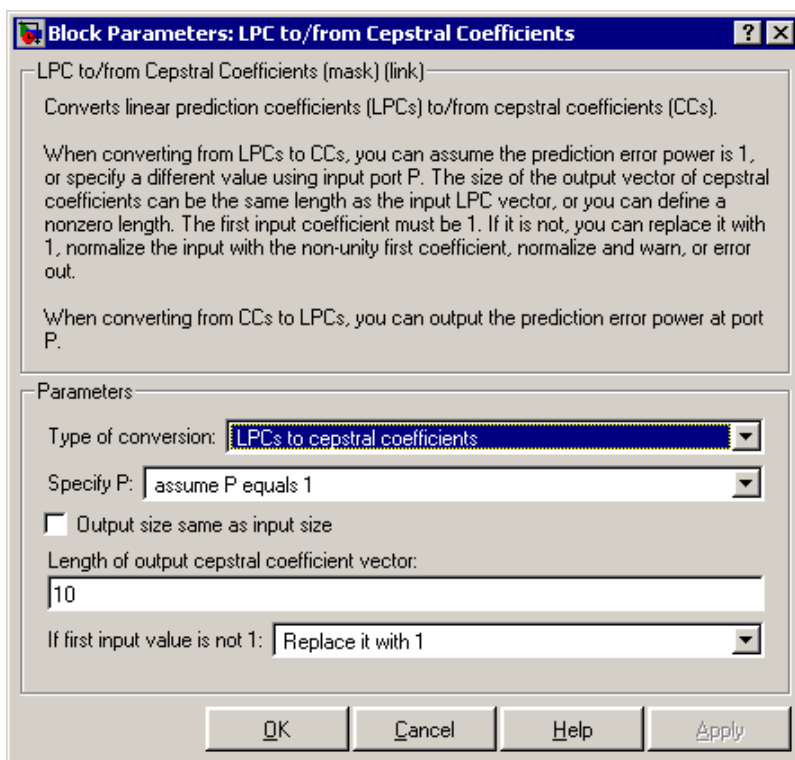 Block Parameters: LPC to/from Cepstral Coefficients
LPC to/from Cepstral Coefficients (mask) (link)
Converts linear prediction coefficients (LPCs) to/from cepstral coefficients (CCs).
When converting from LPCs to CCs, you can assume the prediction error power is 1,
or specify a different value using input port P. The size of the output vector of cepstral
coefficients can be the same length as the input LPC vector, or you can define a
nonzero length. The first input coefficient must be 1. If it is not, you can replace it with
1, normalize the input with the non-unity first coefficient, normalize and warn, or error
out.
When converting from CCs to LPCs, you can output the prediction error power at port
P.
Parameters
Type of conversion: LPCs to cepstral coefficients
Specify P: assume P equals 1
Output size same as input size
Length of output cepstral coefficient vector:
10
If first input value is not 1: Replace it with 1
OK Cancel Help Apply